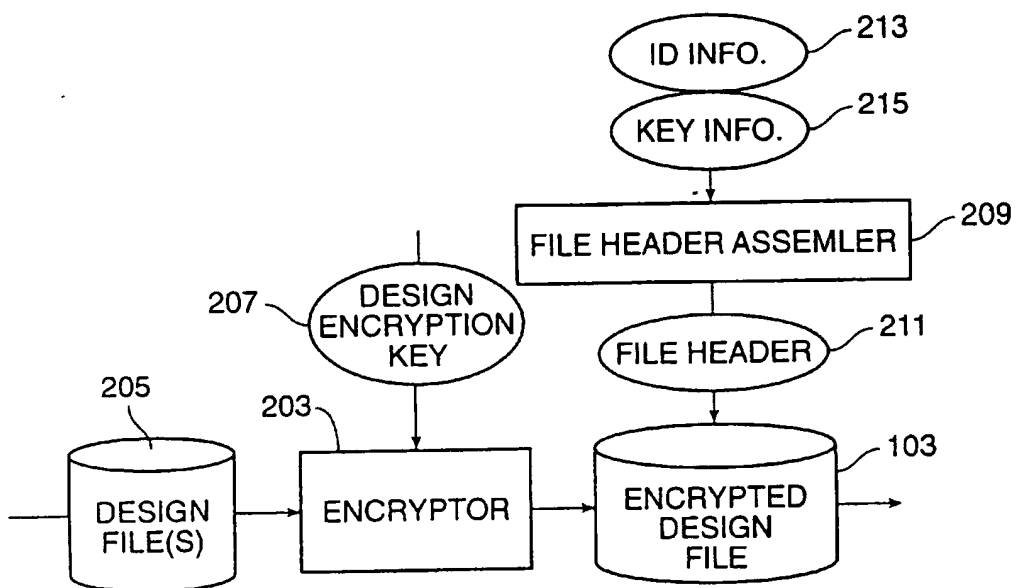 213
ID INFO.
215
KEY INFO.
209
FILE HEADER ASSEMLER
207
DESIGN
ENCRYPTION
KEY
211
FILE HEADER
205
203
103
DESIGN
FILE(S)
ENCRYPTOR
ENCRYPTED
DESIGN
FILE